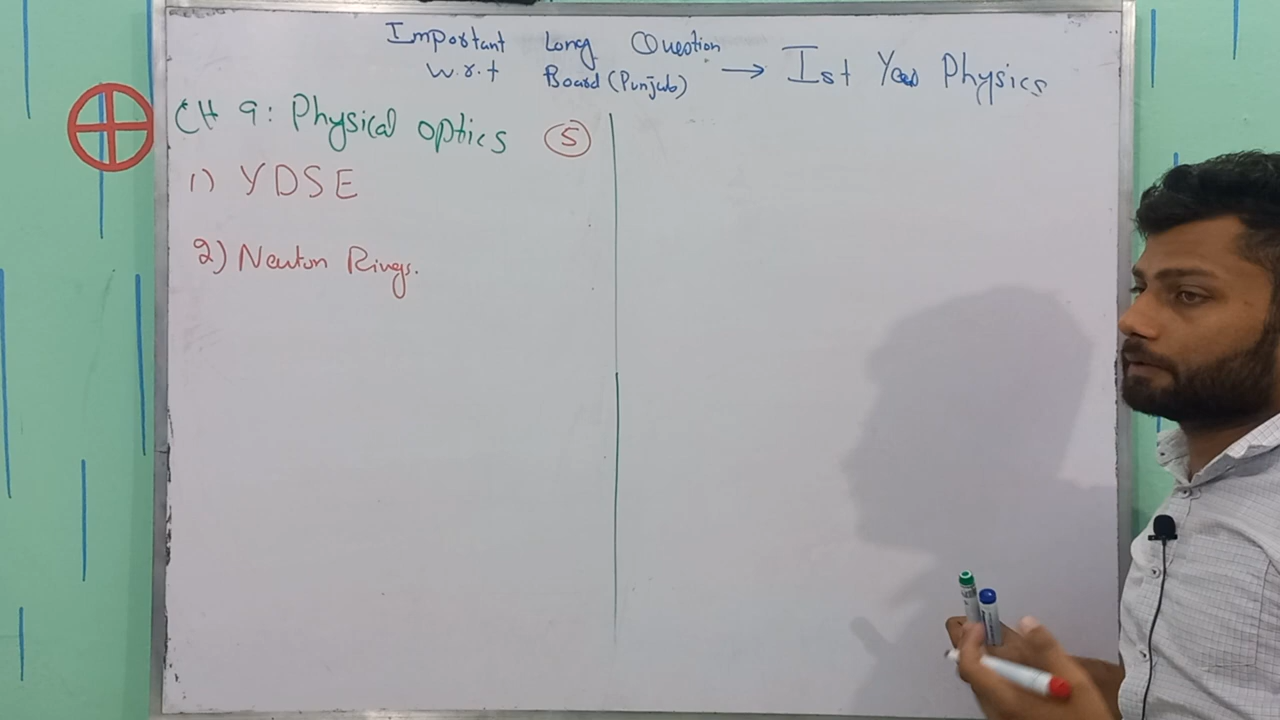 Important Long Question
w.r.t Board (Punjab) → Ist Year Physics
CH 9: Physical optics 5
1) YDSE
2) Newton Rings.